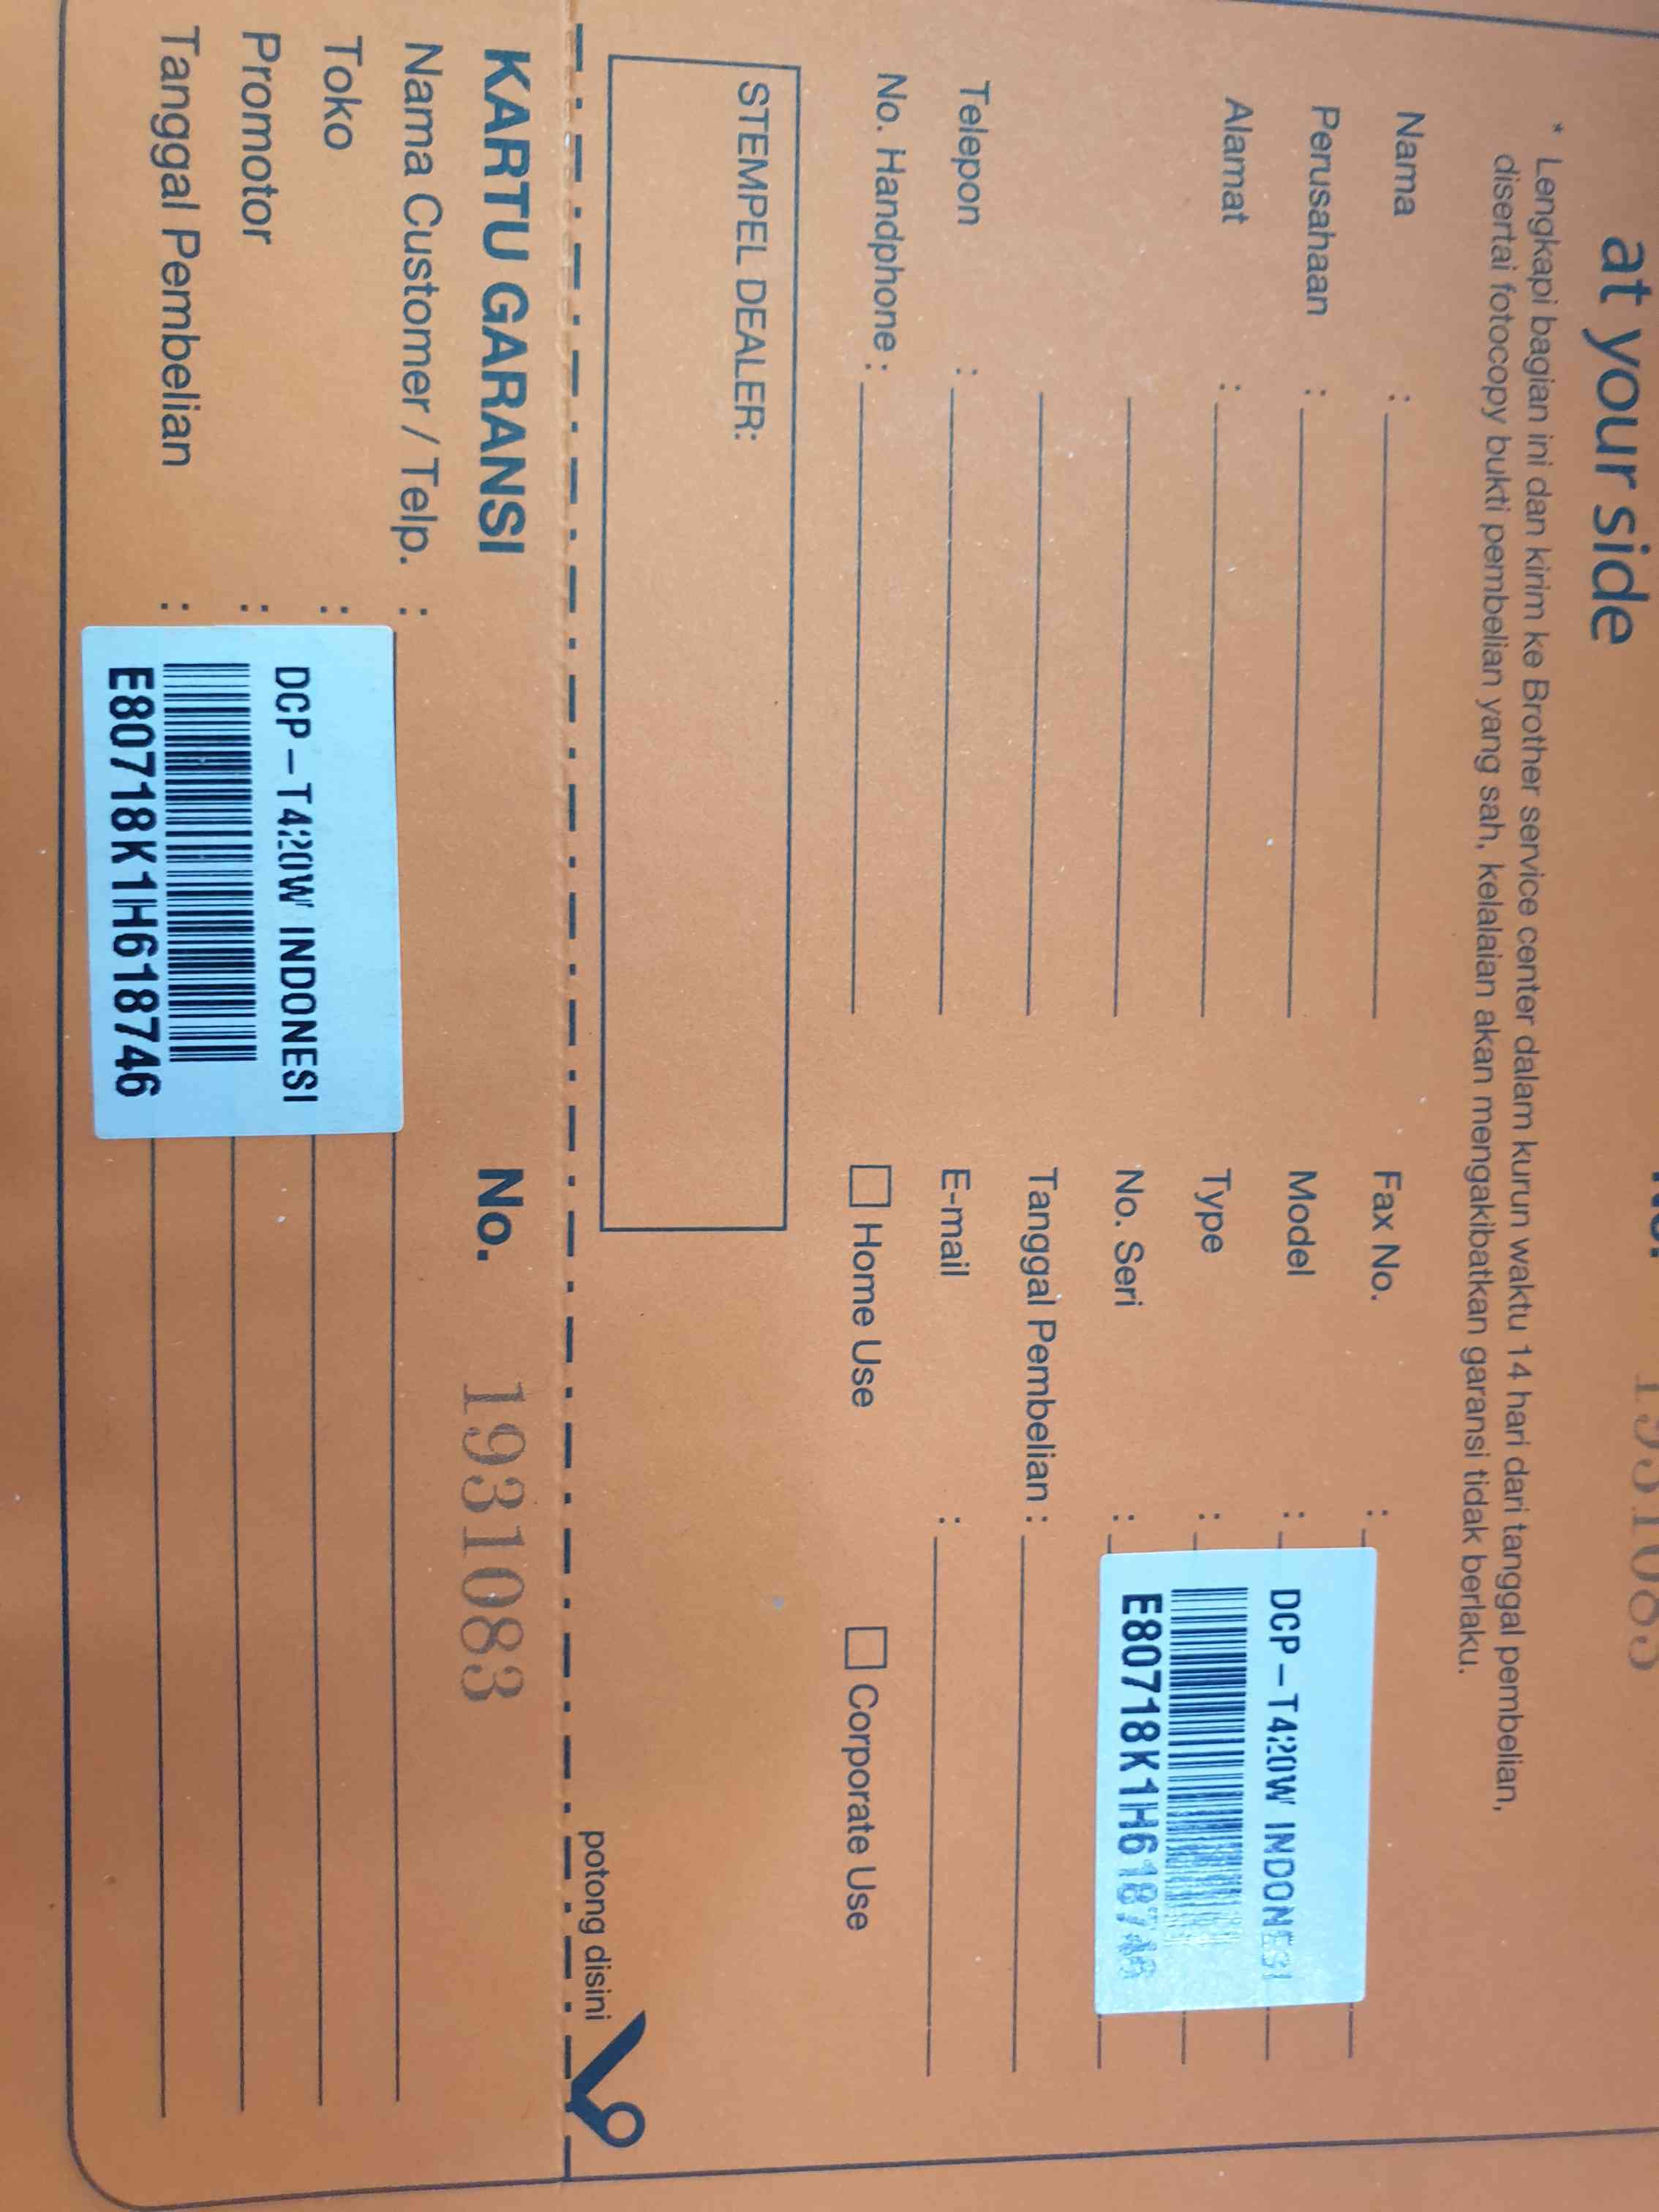 at your side
* Lengkapi bagian ini dan kirim ke Brother service center dalam kurun waktu 14 hari dari tanggal pembelian,
disertai fotocopy bukti pembelian yang sah, kelalaian akan mengakibatkan garansi tidak berlaku.
Nama :
Perusahaan :
Alamat :
Telepon :
No. Handphone :
Fax No. :
Model :
Type :
No. Seri :
Tanggal Pembelian :
E-mail :
Home Use
Corporate Use
DCP-T420W INDONESI
E80718K1H618746
STEMPEL DEALER:
potong disini
KARTU GARANSI
No. 1931083
Nama Customer / Telp. :
Toko :
Promotor :
Tanggal Pembelian :
DCP-T420W INDONESI
E80718K1H618746